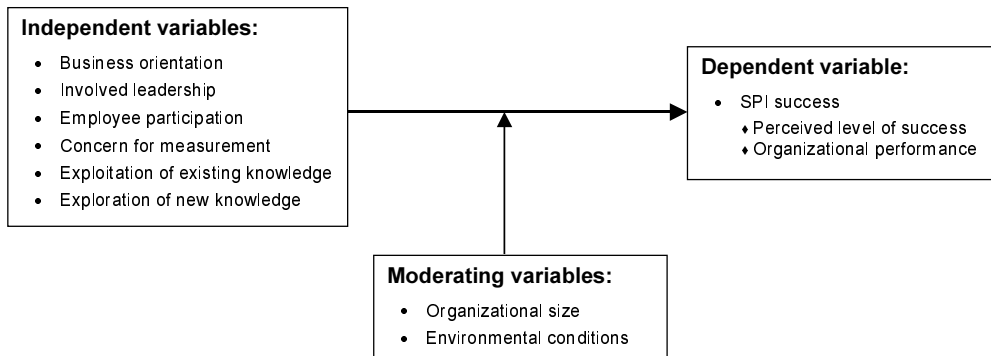 Independent variables:
• Business orientation
• Involved leadership
• Employee participation
• Concern for measurement
• Exploitation of existing knowledge
• Exploration of new knowledge
Dependent variable:
• SPI success
♦ Perceived level of success
♦ Organizational performance
Moderating variables:
• Organizational size
• Environmental conditions